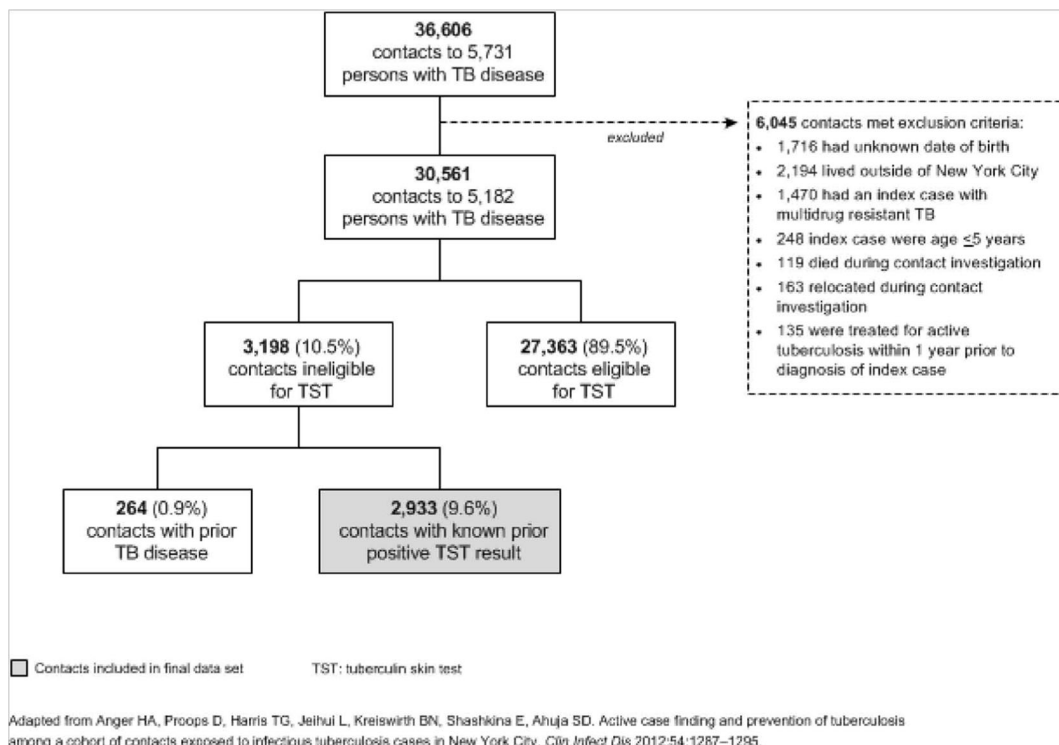 36,606
contacts to 5,731
persons with TB disease
excluded
6,045 contacts met exclusion criteria:
• 1,716 had unknown date of birth
• 2,194 lived outside of New York City
• 1,470 had an index case with
multidrug resistant TB
• 248 index case were age ≤5 years
• 119 died during contact investigation
• 163 relocated during contact
investigation
• 135 were treated for active
tuberculosis within 1 year prior to
diagnosis of index case
30,561
contacts to 5,182
persons with TB disease
3,198 (10.5%)
contacts ineligible
for TST
27,363 (89.5%)
contacts eligible
for TST
264 (0.9%)
contacts with prior
TB disease
2,933 (9.6%)
contacts with known prior
positive TST result
Contacts included in final data set
TST: tuberculin skin test
Adapted from Anger HA, Proops D, Harris TG, Jeihui L, Kreiswirth BN, Shashkina E, Ahuja SD. Active case finding and prevention of tuberculosis
among a cohort of contacts exposed to infectious tuberculosis cases in New York City. Clin Infect Dis 2012;54:1287–1295.